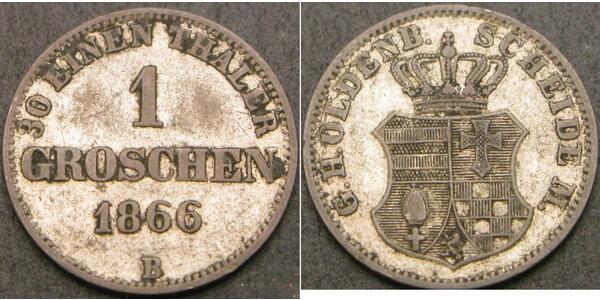 30 EINEN THALER
1
GROSCHEN
1866
B
G.H.OLDENB. SCHEIDE M.